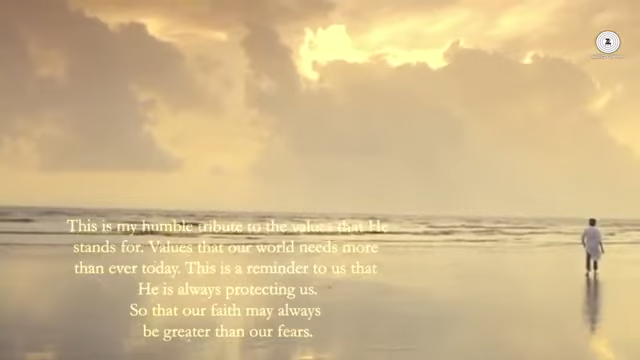 This is my humble tribute to the values that He
stands for. Values that our world needs more
than ever today. This is a reminder to us that
He is always protecting us.
So that our faith may always
be greater than our fears.